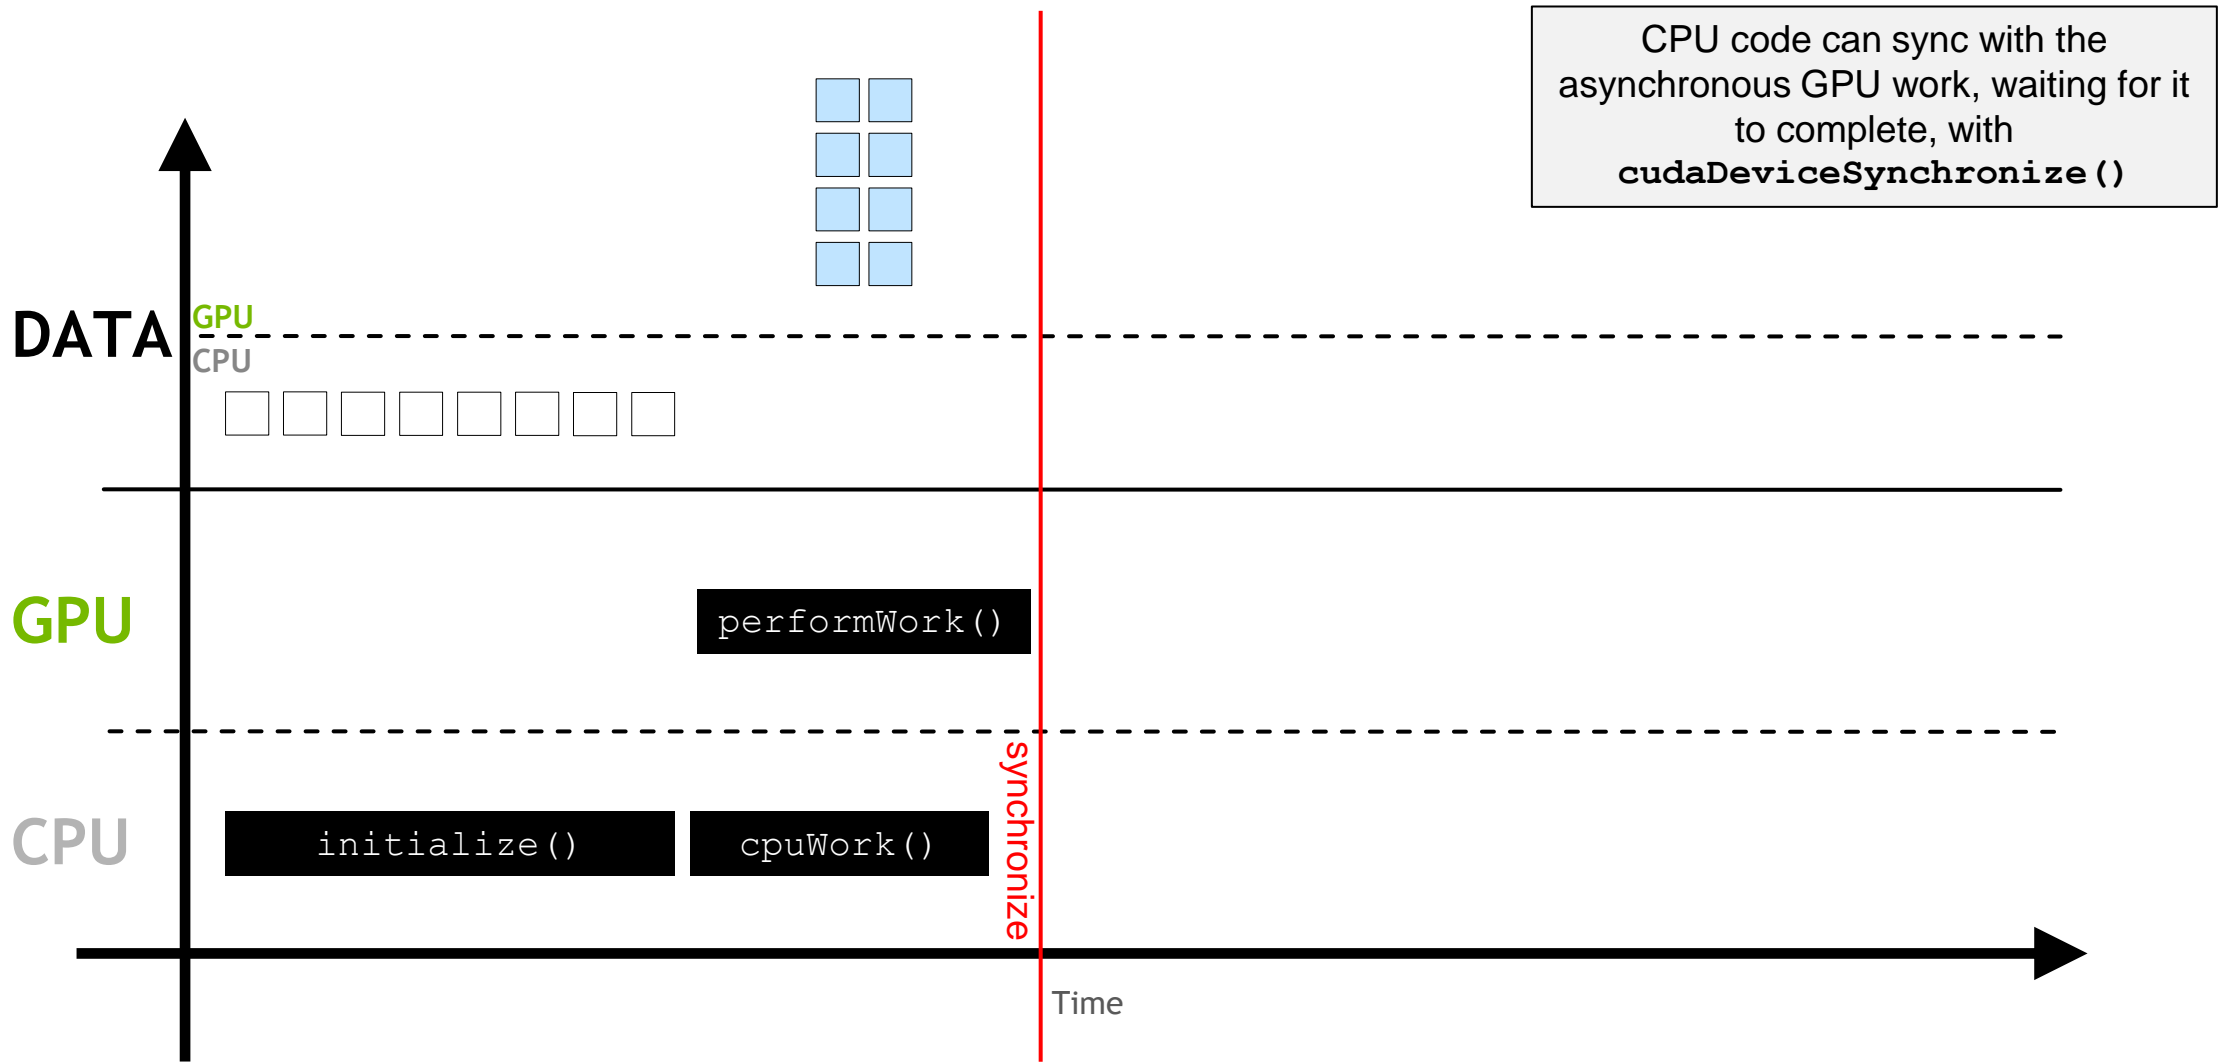 CPU code can sync with the
asynchronous GPU work, waiting for it
to complete, with
cudaDeviceSynchronize()
DATA
GPU
CPU
GPU
performWork()
synchronize
CPU
initialize()
cpuWork()
Time